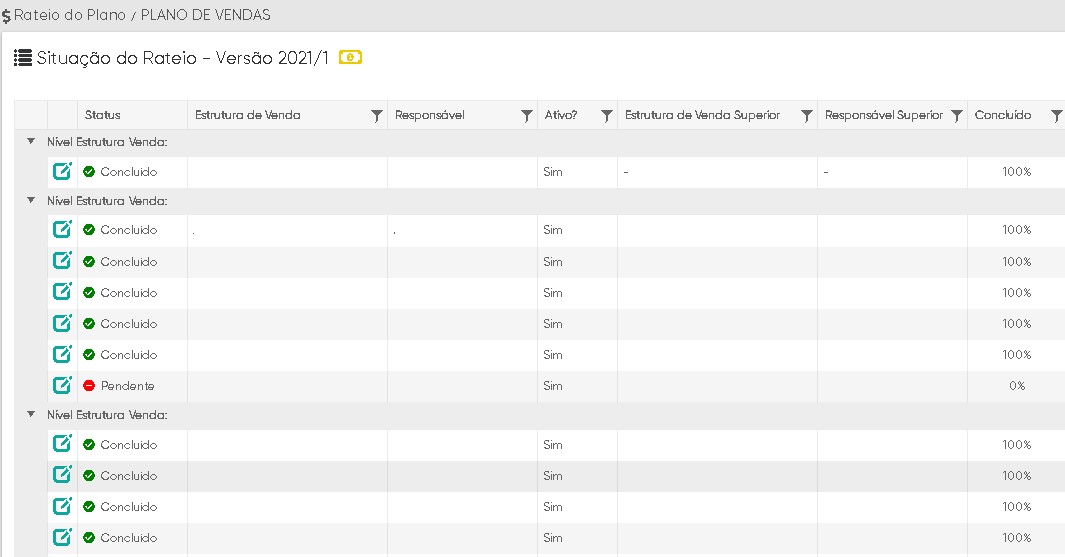 $ Rateio do Plano / PLANO DE VENDAS
Situação do Rateio - Versão 2021/1
Status Estrutura de Venda Responsável Ativo? Estrutura de Venda Superior Responsável Superior Concluído
Nível Estrutura Venda:
Concluído Sim - - 100%
Nível Estrutura Venda:
Concluído . . Sim 100%
Concluído Sim 100%
Concluído Sim 100%
Concluído Sim 100%
Concluído Sim 100%
Pendente Sim 0%
Nível Estrutura Venda:
Concluído Sim 100%
Concluído Sim 100%
Concluído Sim 100%
Concluído Sim 100%